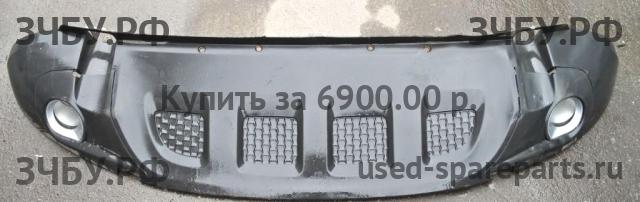 ЗЧБУ.РФ ЗЧБУ.РФ
Купить за 6900.00 р.
ЗЧБУ.РФ used-spareparts.ru